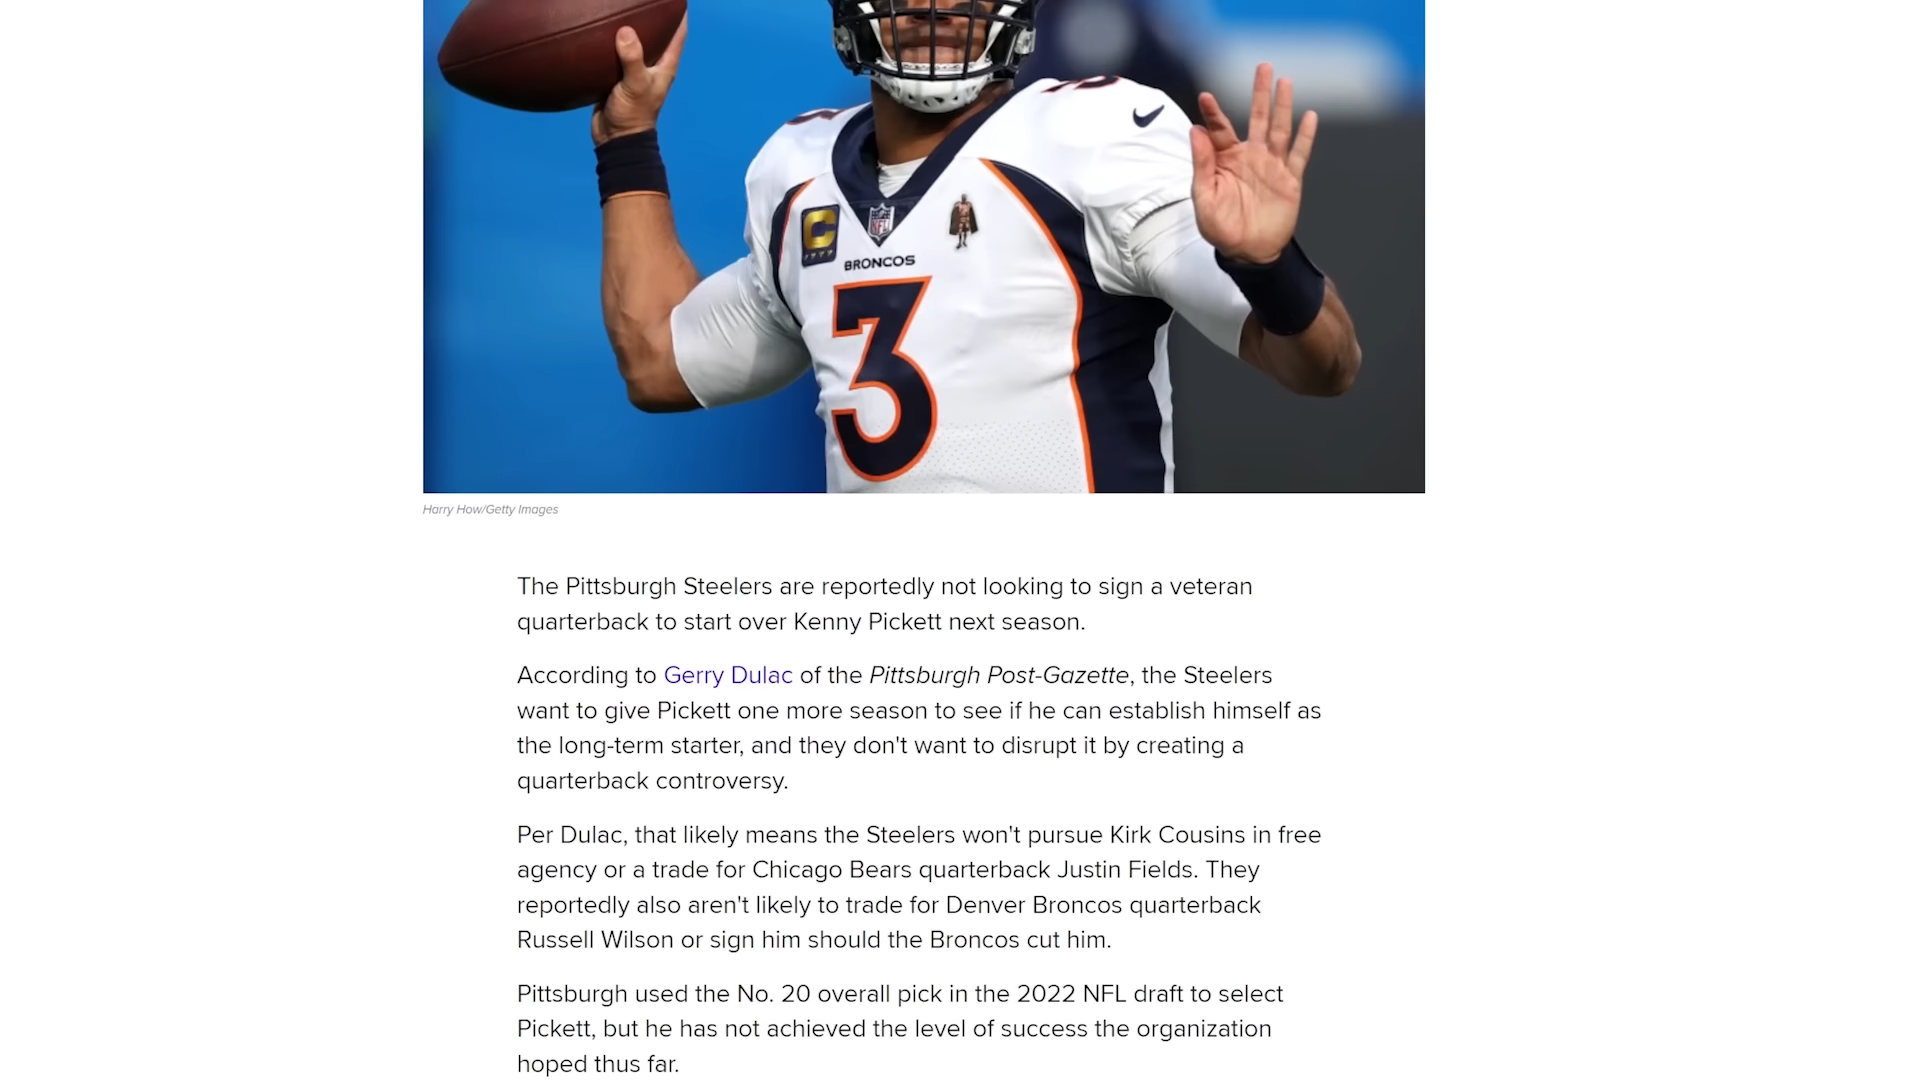 C
NFL
BRONCOS
3
Harry How/Getty Images
The Pittsburgh Steelers are reportedly not looking to sign a veteran
quarterback to start over Kenny Pickett next season.
According to Gerry Dulac of the Pittsburgh Post-Gazette, the Steelers
want to give Pickett one more season to see if he can establish himself as
the long-term starter, and they don't want to disrupt it by creating a
quarterback controversy.
Per Dulac, that likely means the Steelers won't pursue Kirk Cousins in free
agency or a trade for Chicago Bears quarterback Justin Fields. They
reportedly also aren't likely to trade for Denver Broncos quarterback
Russell Wilson or sign him should the Broncos cut him.
Pittsburgh used the No. 20 overall pick in the 2022 NFL draft to select
Pickett, but he has not achieved the level of success the organization
hoped thus far.